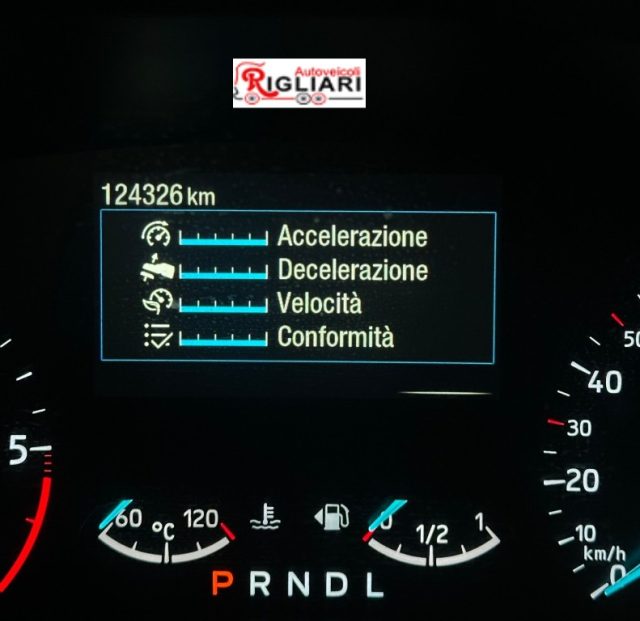 Autoveicoli
RIGLIARI
124326 km
Accelerazione
Decelerazione
Velocità
Conformità
5
50
40
30
20
10
km/h
0
60 °C 120
0 1/2 1
P R N D L